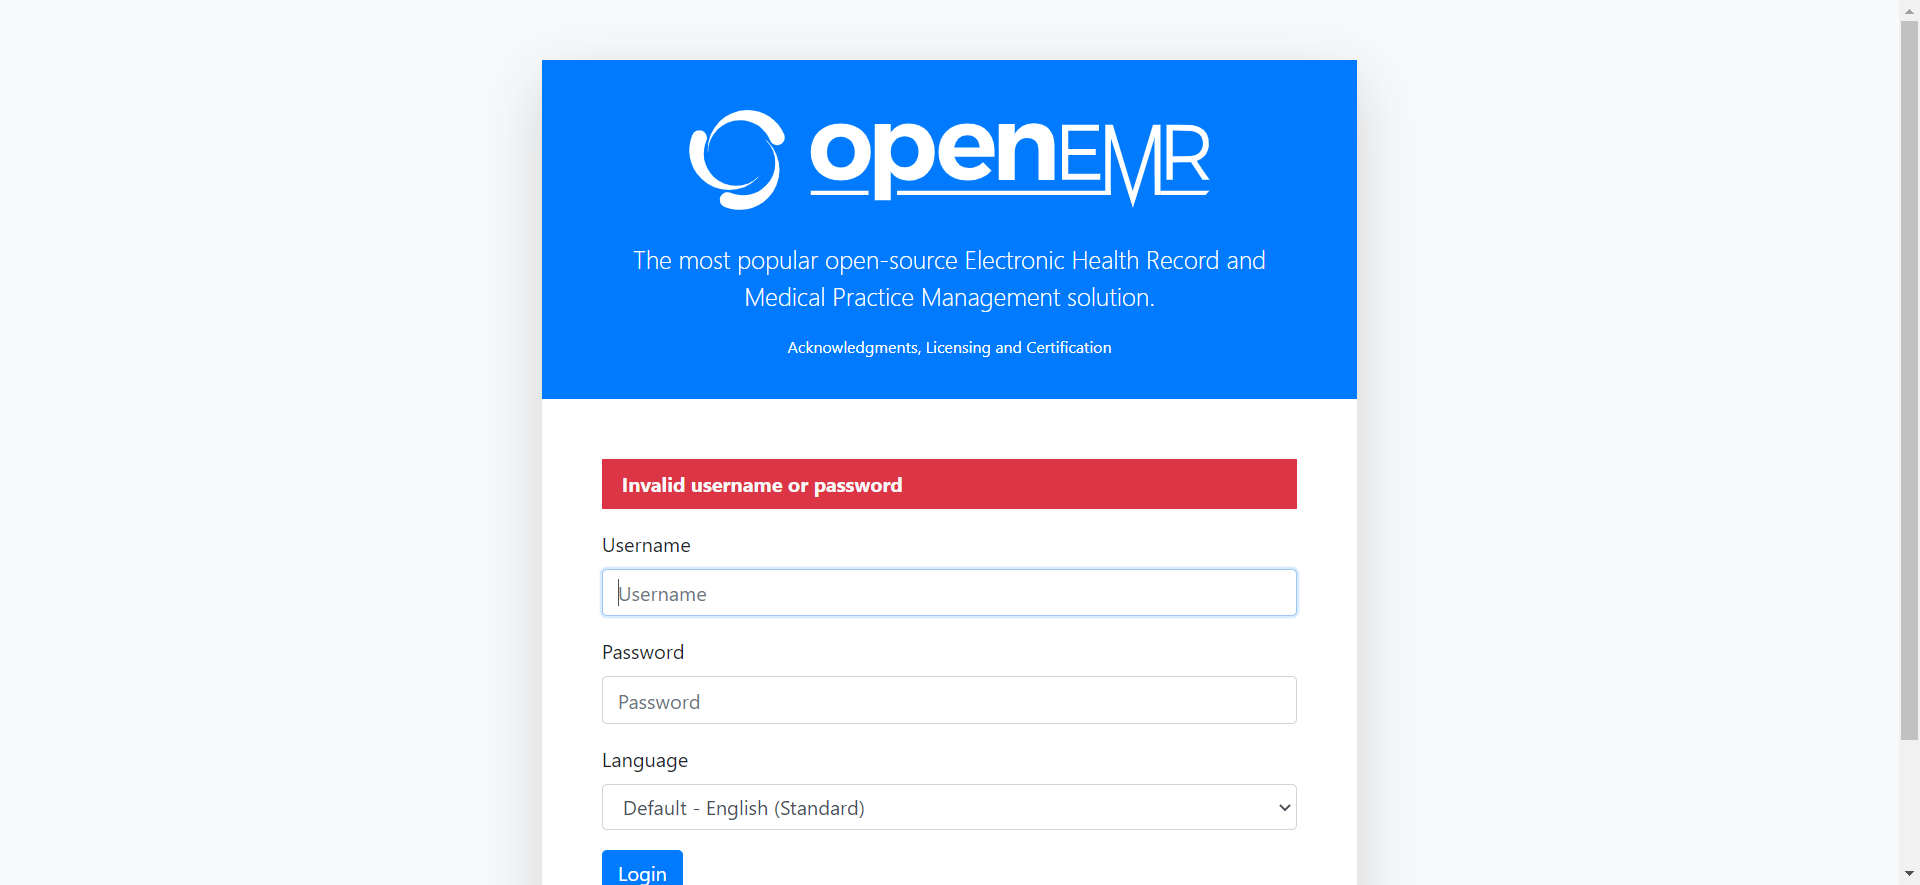 openEMR
The most popular open-source Electronic Health Record and
Medical Practice Management solution.
Acknowledgments, Licensing and Certification
Invalid username or password
Username
Username
Password
Password
Language
Default - English (Standard)
Login